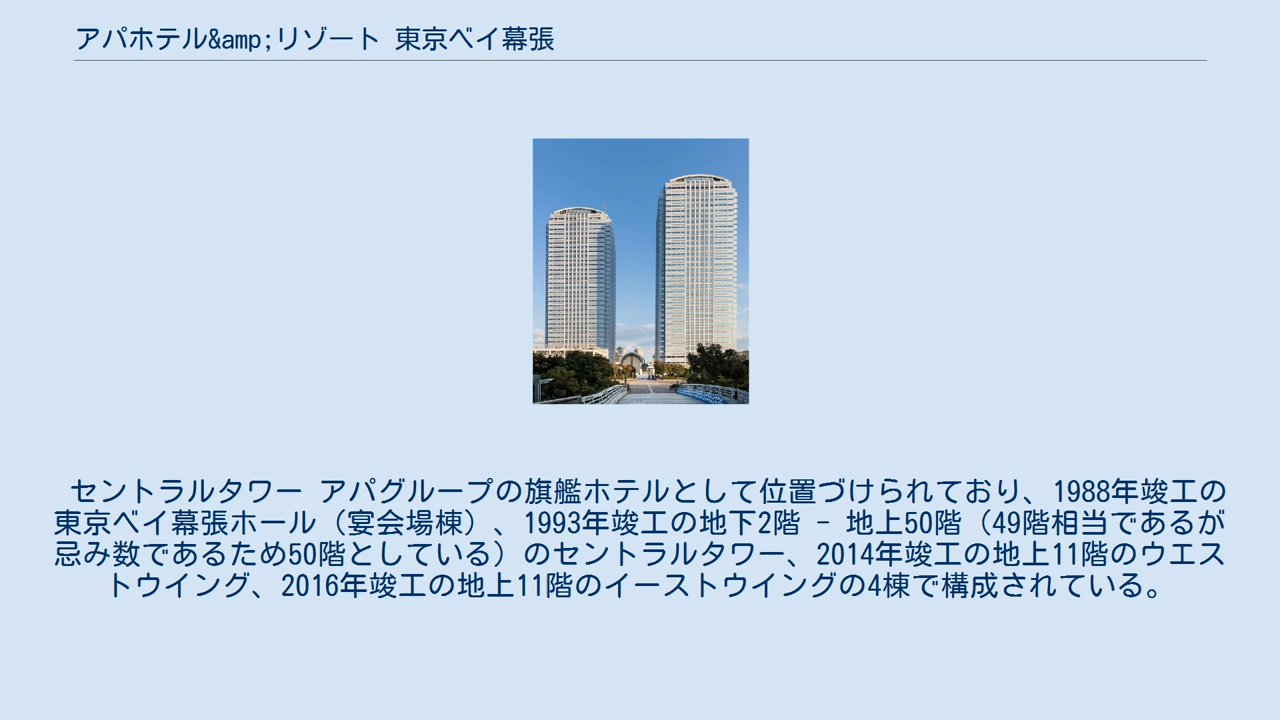 アパホテル&amp;リゾート 東京ベイ幕張
セントラルタワー アパグループの旗艦ホテルとして位置づけられており、1988年竣工の
東京ベイ幕張ホール（宴会場棟）、1993年竣工の地下2階 - 地上50階（49階相当であるが
忌み数であるため50階としている）のセントラルタワー、2014年竣工の地上11階のウエス
トウイング、2016年竣工の地上11階のイーストウイングの4棟で構成されている。